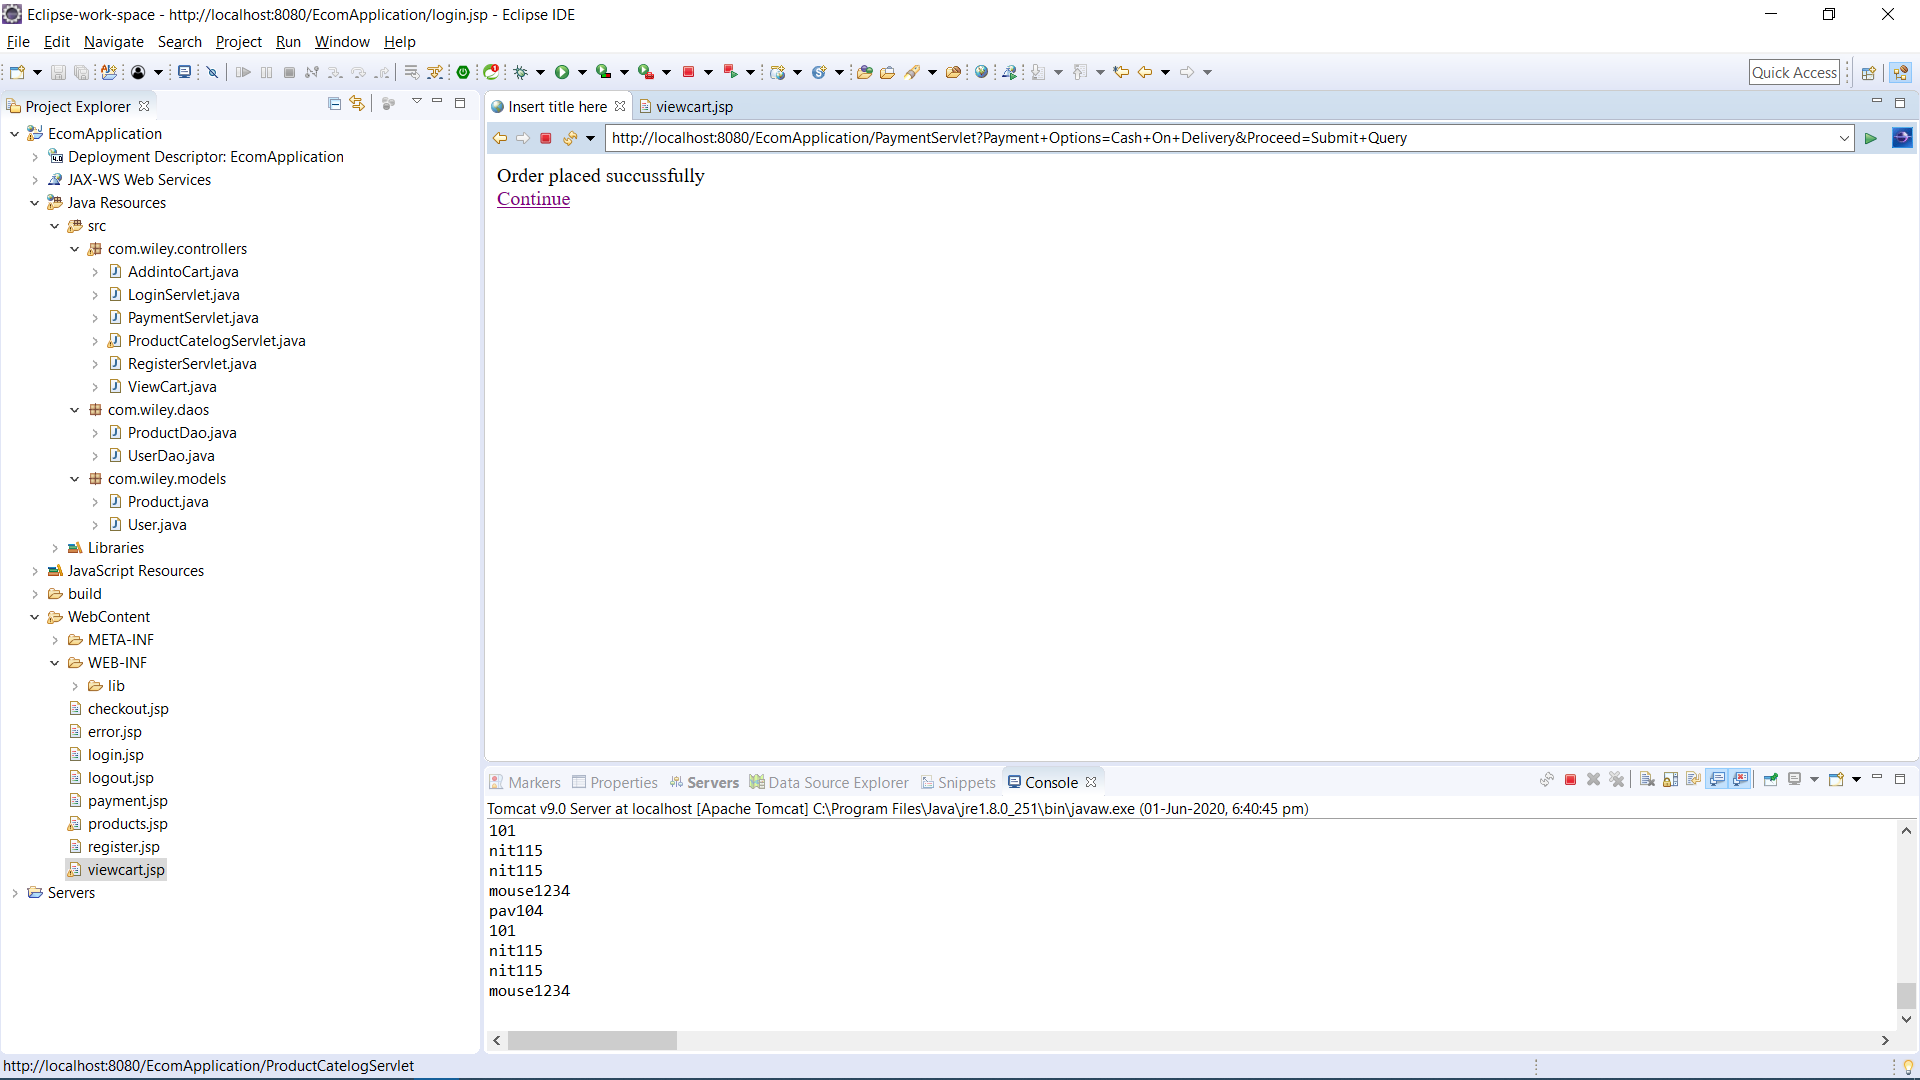 Eclipse-work-space - http://localhost:8080/EcomApplication/login.jsp - Eclipse IDE
File Edit Navigate Search Project Run Window Help
Quick Access
Project Explorer
EcomApplication
Deployment Descriptor: EcomApplication
JAX-WS Web Services
Java Resources
src
com.wiley.controllers
AddintoCart.java
LoginServlet.java
PaymentServlet.java
ProductCatelogServlet.java
RegisterServlet.java
ViewCart.java
com.wiley.daos
ProductDao.java
UserDao.java
com.wiley.models
Product.java
User.java
Libraries
JavaScript Resources
build
WebContent
META-INF
WEB-INF
lib
checkout.jsp
error.jsp
login.jsp
logout.jsp
payment.jsp
products.jsp
register.jsp
viewcart.jsp
Servers
Insert title here viewcart.jsp
http://localhost:8080/EcomApplication/PaymentServlet?Payment+Options=Cash+On+Delivery&Proceed=Submit+Query
Order placed succussfully
Continue
Markers Properties Servers Data Source Explorer Snippets Console
Tomcat v9.0 Server at localhost [Apache Tomcat] C:\Program Files\Java\jre1.8.0_251\bin\javaw.exe (01-Jun-2020, 6:40:45 pm)
101
nit115
nit115
mouse1234
pav104
101
nit115
nit115
mouse1234
http://localhost:8080/EcomApplication/ProductCatelogServlet